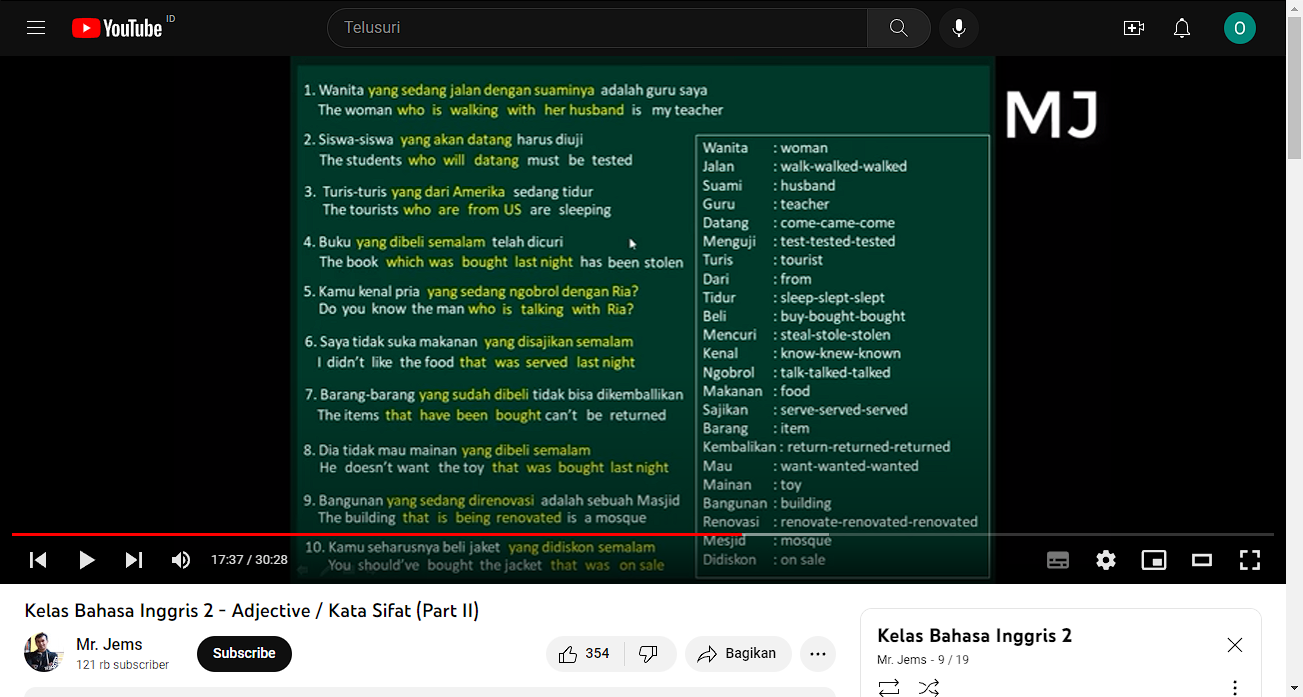 YouTube ID
Telusuri
O
MJ
1. Wanita yang sedang jalan dengan suaminya adalah guru saya
The woman who is walking with her husband is my teacher
2. Siswa-siswa yang akan datang harus diuji
The students who will datang must be tested
3. Turis-turis yang dari Amerika sedang tidur
The tourists who are from US are sleeping
4. Buku yang dibeli semalam telah dicuri
The book which was bought last night has been stolen
5. Kamu kenal pria yang sedang ngobrol dengan Ria?
Do you know the man who is talking with Ria?
6. Saya tidak suka makanan yang disajikan semalam
I didn't like the food that was served last night
7. Barang-barang yang sudah dibeli tidak bisa dikemballikan
The items that have been bought can't be returned
8. Dia tidak mau mainan yang dibeli semalam
He doesn't want the toy that was bought last night
9. Bangunan yang sedang direnovasi adalah sebuah Masjid
The building that is being renovated is a mosque
10. Kamu seharusnya beli jaket yang didiskon semalam
You should've bought the jacket that was on sale
Wanita : woman
Jalan : walk-walked-walked
Suami : husband
Guru : teacher
Datang : come-came-come
Menguji : test-tested-tested
Turis : tourist
Dari : from
Tidur : sleep-slept-slept
Beli : buy-bought-bought
Mencuri : steal-stole-stolen
Kenal : know-knew-known
Ngobrol : talk-talked-talked
Makanan : food
Sajikan : serve-served-served
Barang : item
Kembalikan : return-returned-returned
Mau : want-wanted-wanted
Mainan : toy
Bangunan : building
Renovasi : renovate-renovated-renovated
Mesjid : mosque
Didiskon : on sale
17:37 / 30:28
Kelas Bahasa Inggris 2 - Adjective / Kata Sifat (Part II)
Mr. Jems
121 rb subscriber
Subscribe
354
Bagikan
Kelas Bahasa Inggris 2
Mr. Jems - 9 / 19